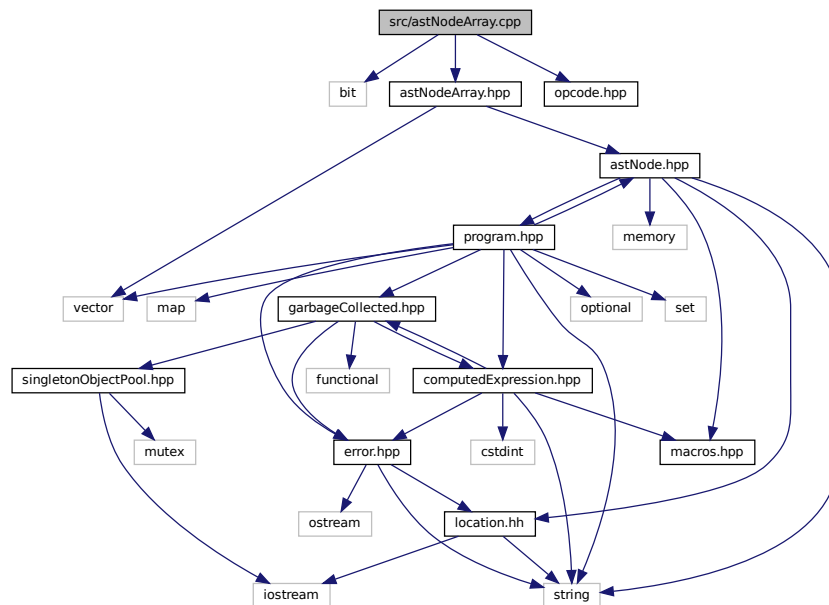 src/astNodeArray.cpp
bit
astNodeArray.hpp
opcode.hpp
astNode.hpp
program.hpp
memory
vector
map
garbageCollected.hpp
optional
set
singletonObjectPool.hpp
functional
computedExpression.hpp
mutex
error.hpp
cstdint
macros.hpp
ostream
location.hh
iostream
string